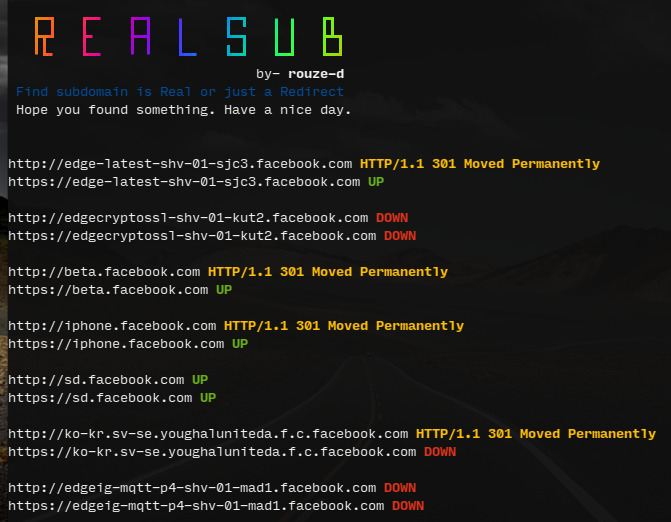 REALSUB
by- rouze-d
Find subdomain is Real or just a Redirect
Hope you found something. Have a nice day.
http://edge-latest-shv-01-sjc3.facebook.com HTTP/1.1 301 Moved Permanently
https://edge-latest-shv-01-sjc3.facebook.com UP
http://edgecryptossl-shv-01-kut2.facebook.com DOWN
https://edgecryptossl-shv-01-kut2.facebook.com DOWN
http://beta.facebook.com HTTP/1.1 301 Moved Permanently
https://beta.facebook.com UP
http://iphone.facebook.com HTTP/1.1 301 Moved Permanently
https://iphone.facebook.com UP
http://sd.facebook.com UP
https://sd.facebook.com UP
http://ko-kr.sv-se.youghaluniteda.f.c.facebook.com HTTP/1.1 301 Moved Permanently
https://ko-kr.sv-se.youghaluniteda.f.c.facebook.com DOWN
http://edgeig-mqtt-p4-shv-01-mad1.facebook.com DOWN
https://edgeig-mqtt-p4-shv-01-mad1.facebook.com DOWN